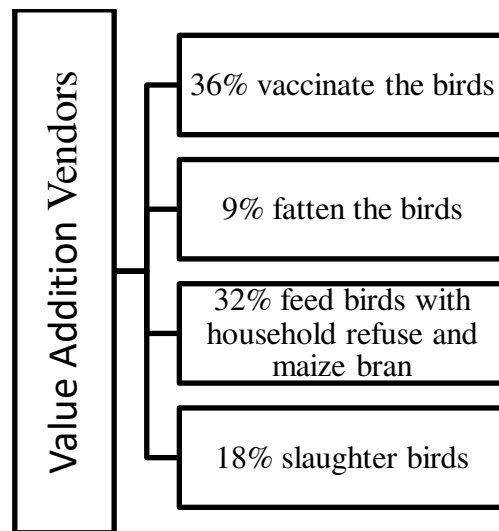 Value Addition Vendors
36% vaccinate the birds
9% fatten the birds
32% feed birds with
household refuse and
maize bran
18% slaughter birds